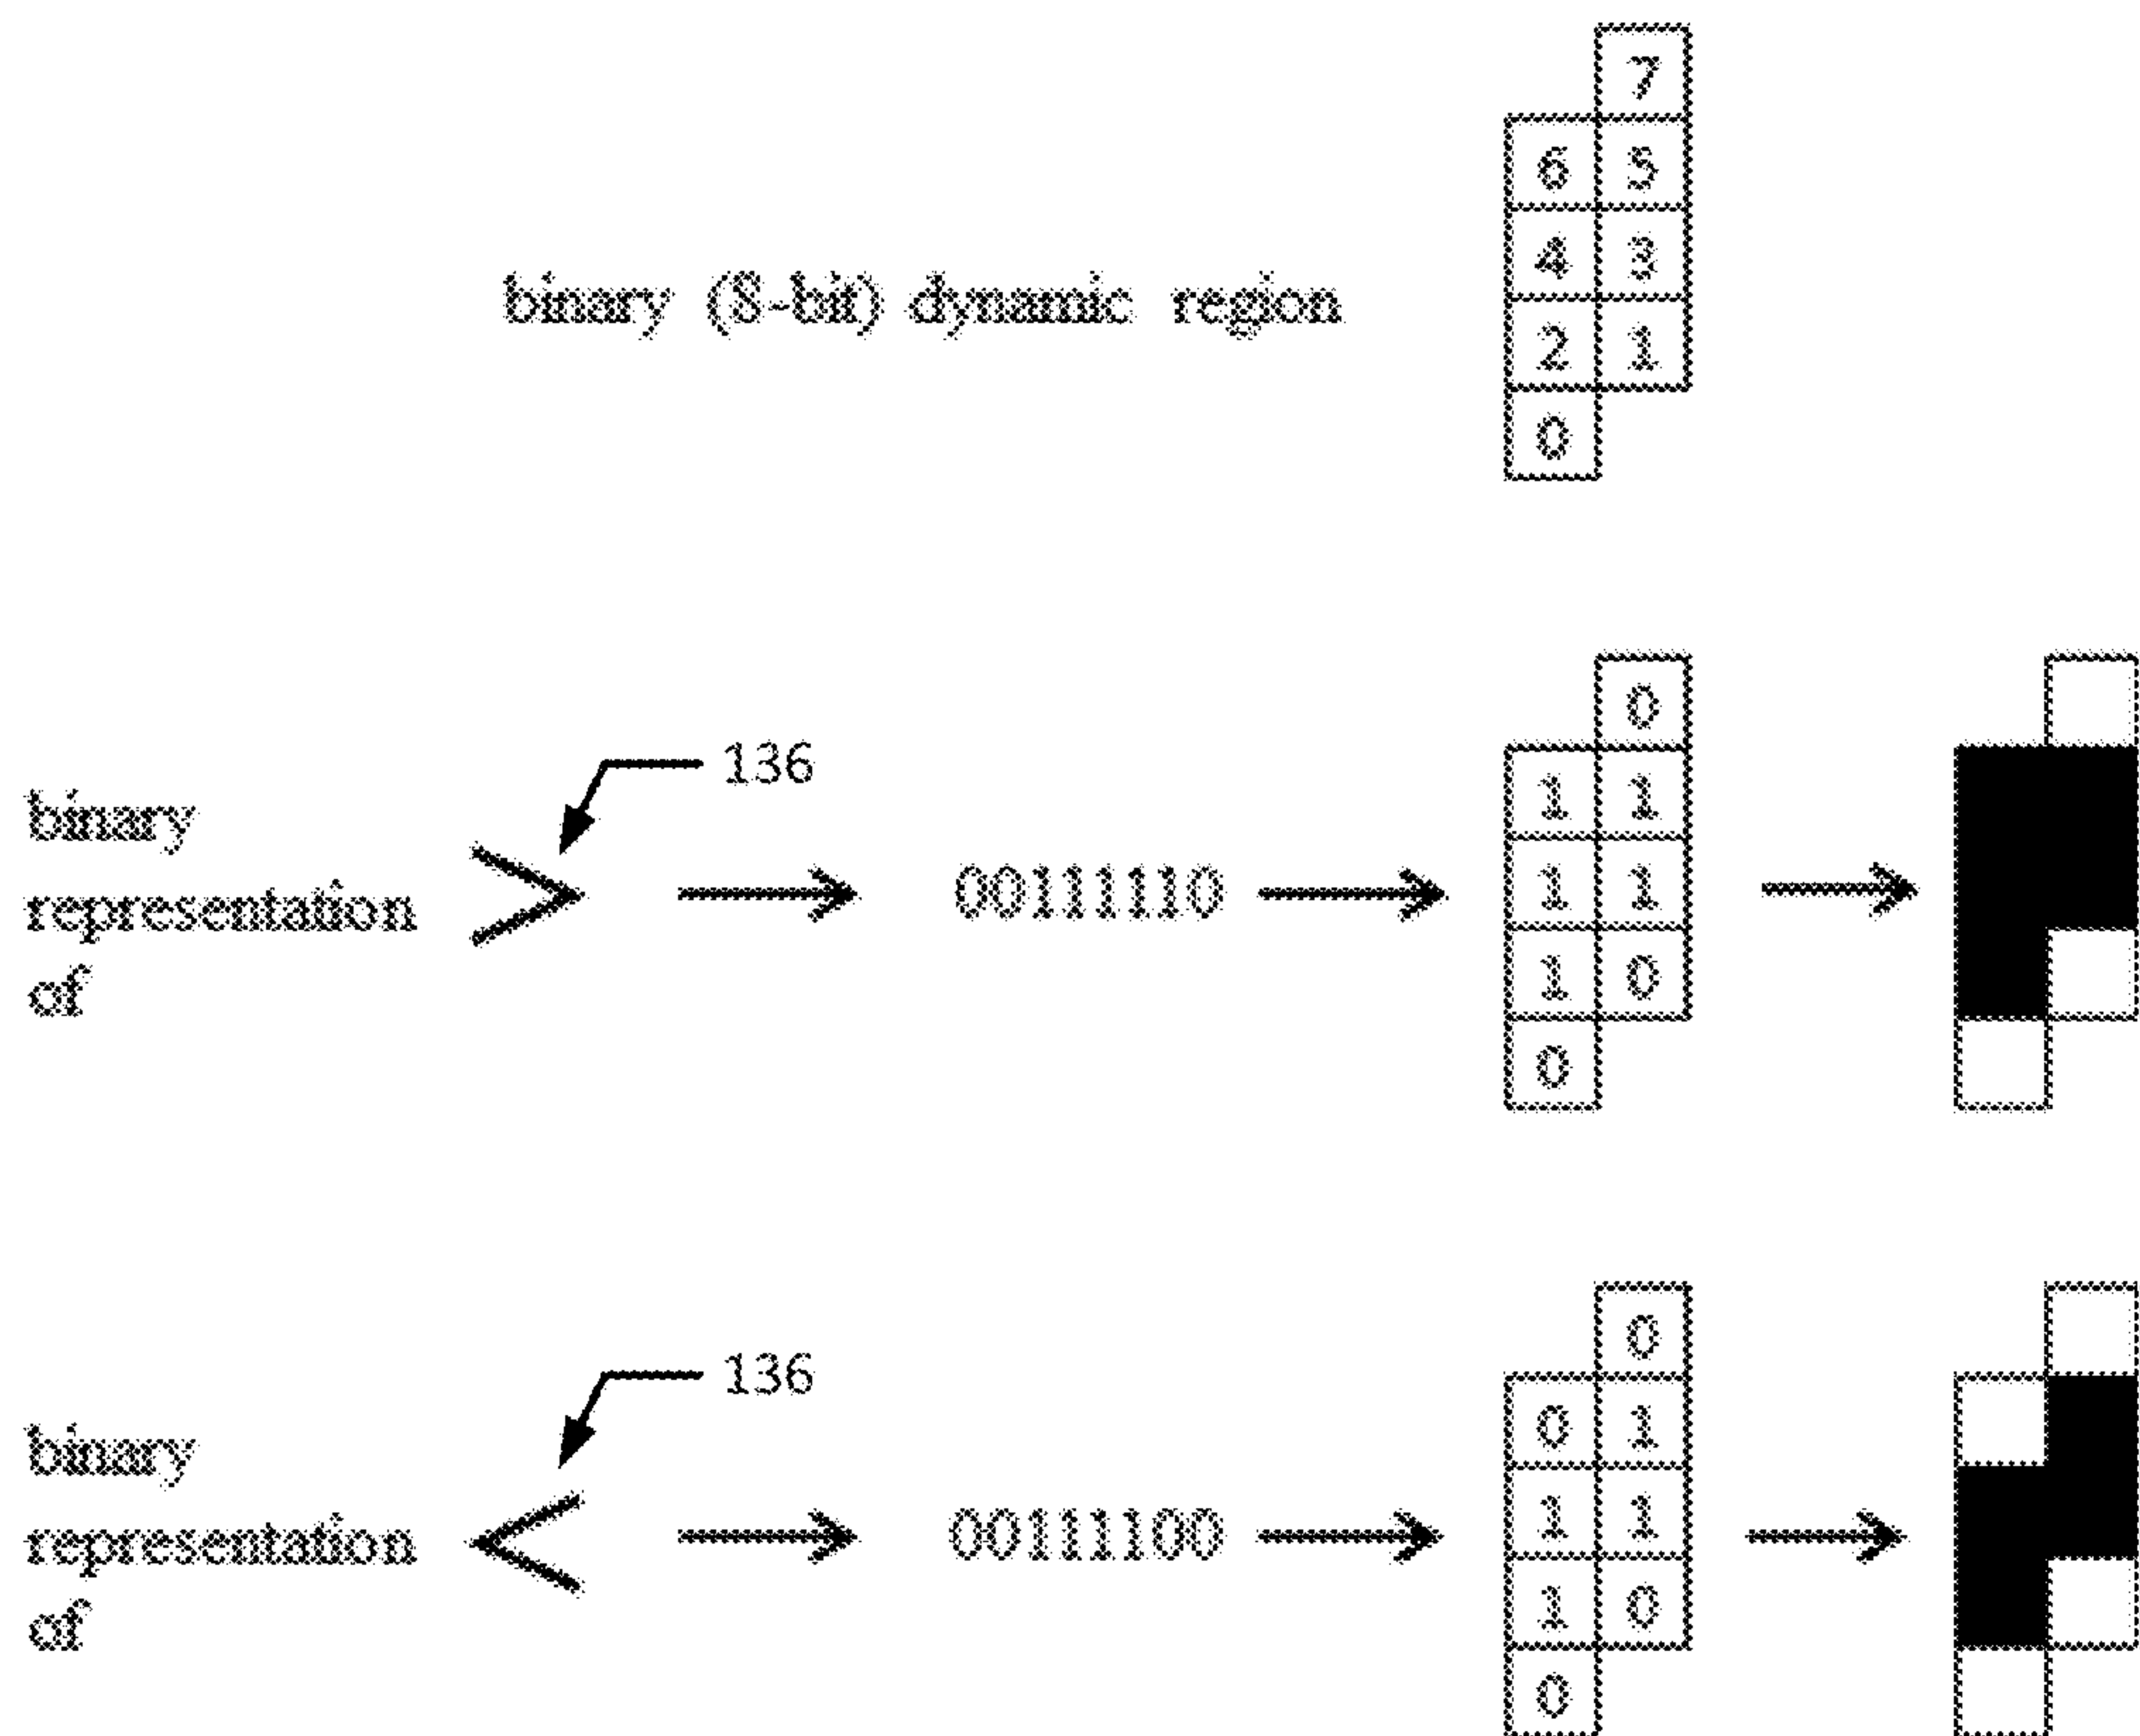 7
6 5
4 3
binary (8-bit) dynamic region
2 1
0
0
136
1 1
binary
representation
of
> 00111110
1 1
1 0
0
0
136
0 1
binary
representation
of
< 00111100
1 1
1 0
0